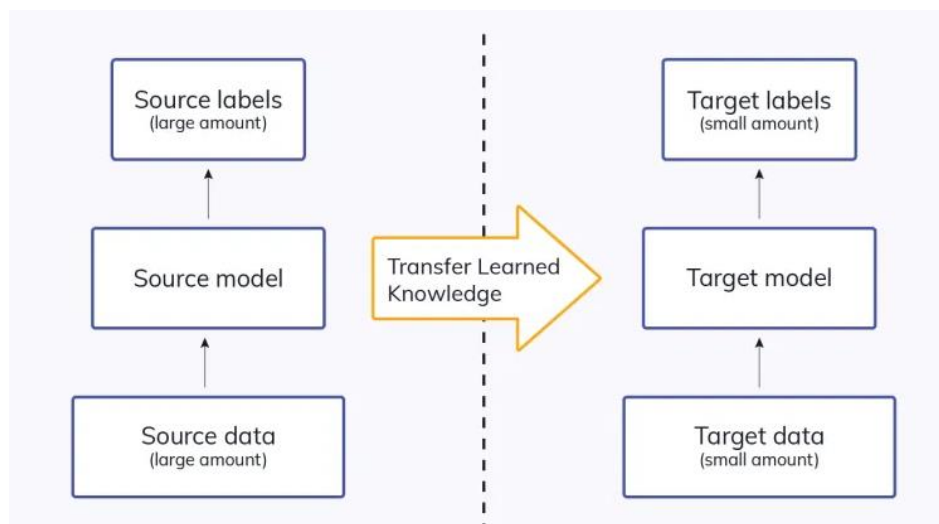 Source labels
(large amount)
Target labels
(small amount)
Source model
Transfer Learned
Knowledge
Target model
Source data
(large amount)
Target data
(small amount)